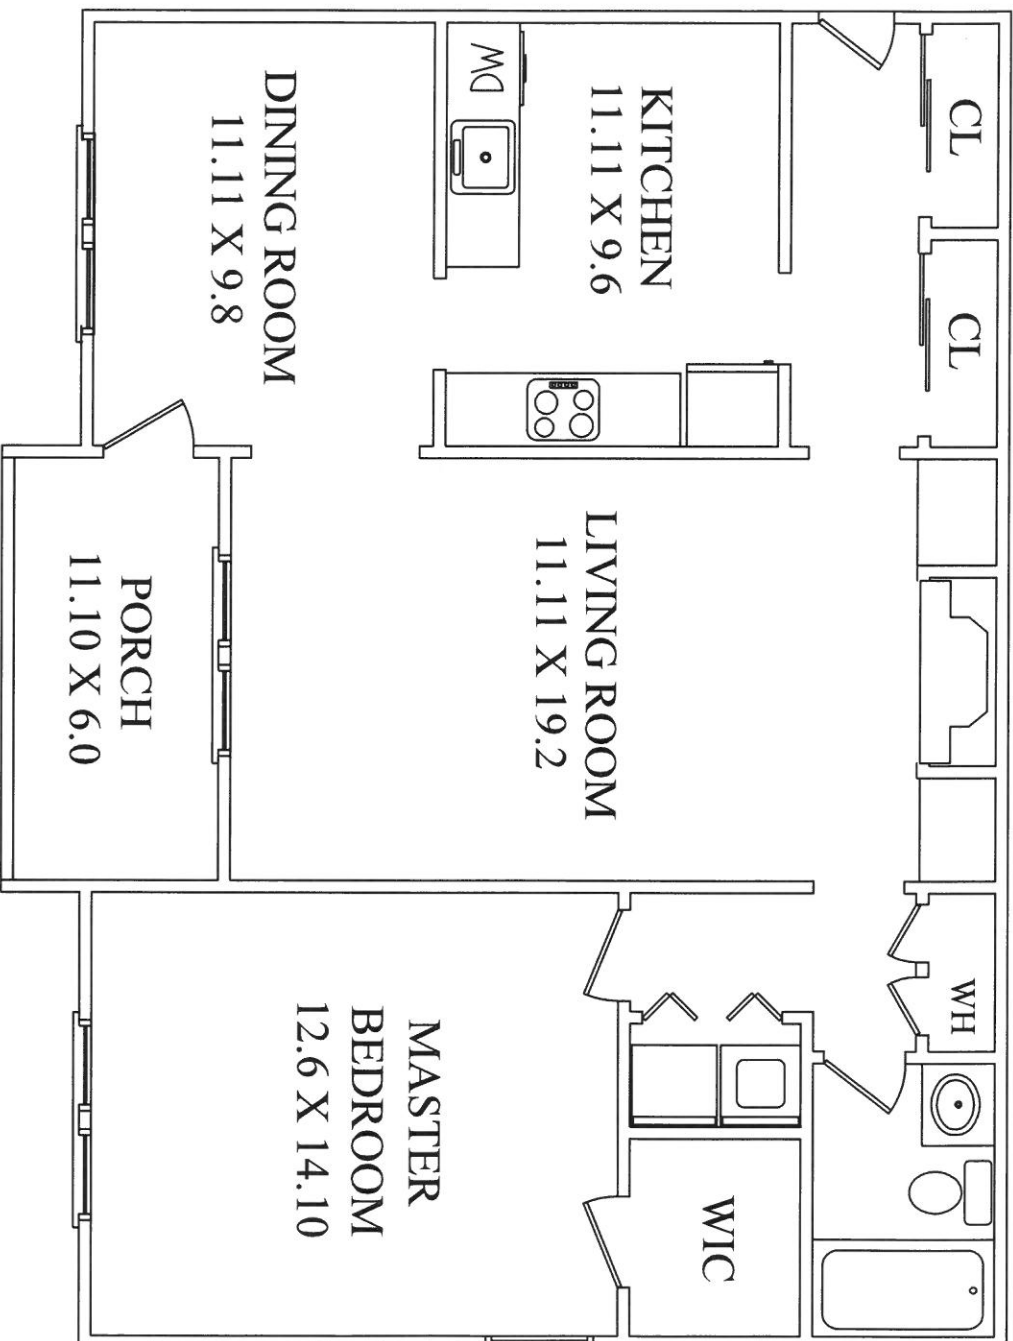 CL
CL
WH
KITCHEN
11.11 X 9.6
DW
DINING ROOM
11.11 X 9.8
LIVING ROOM
11.11 X 19.2
PORCH
11.10 X 6.0
WIC
MASTER
BEDROOM
12.6 X 14.10